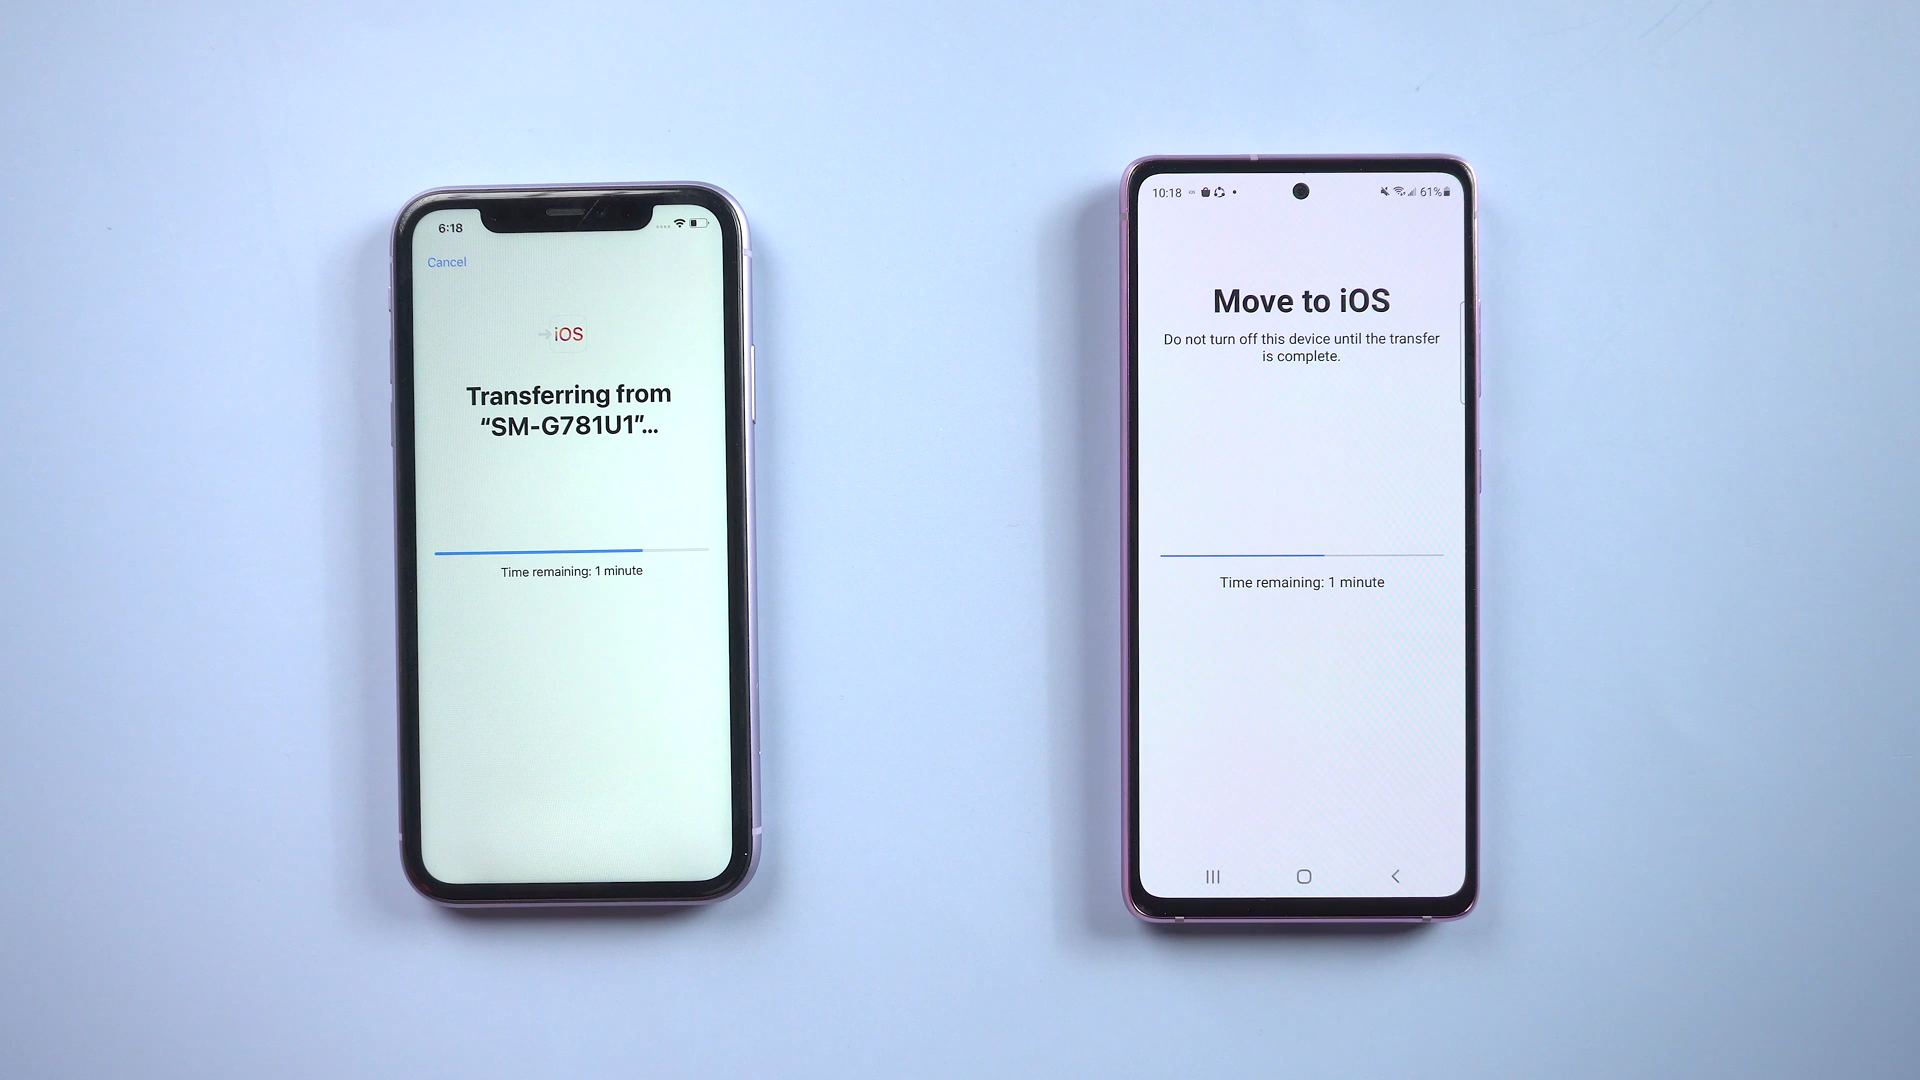 6:18
Cancel
iOS
Transferring from
“SM-G781U1”...
Time remaining: 1 minute
10:18
61%
Move to iOS
Do not turn off this device until the transfer
is complete.
Time remaining: 1 minute